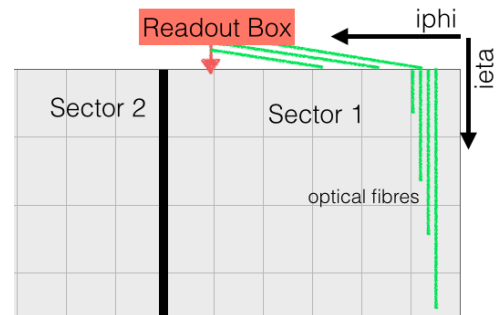 Readout Box
iphi
ieta
Sector 2
Sector 1
optical fibres